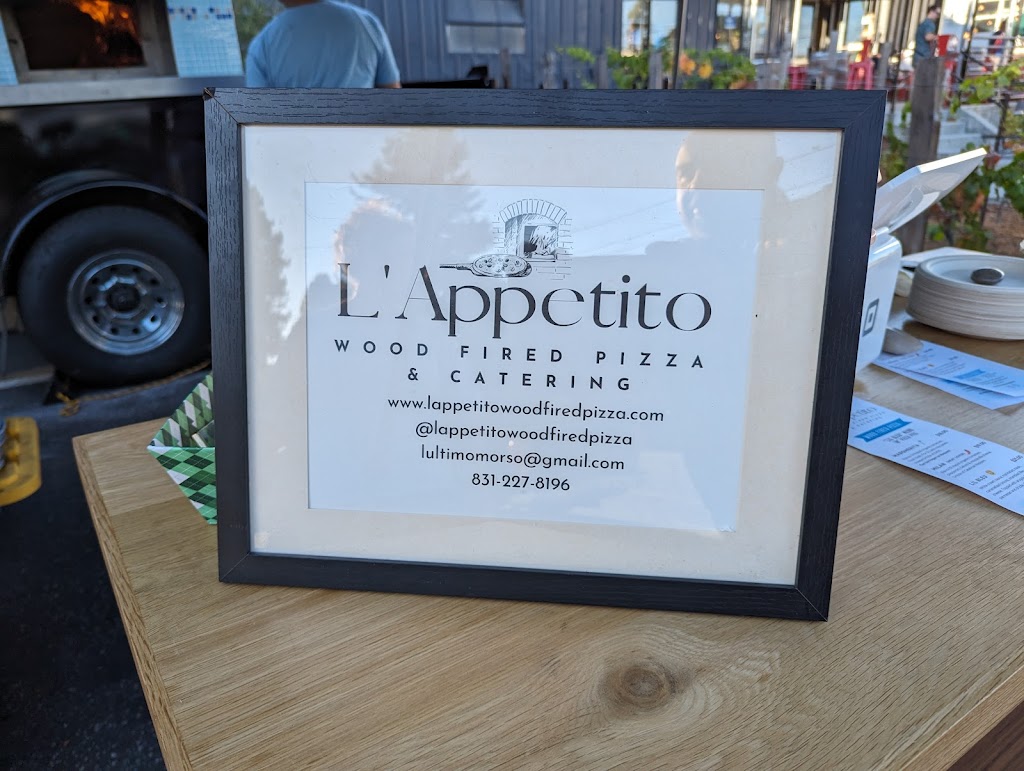 L'Appetito
WOOD FIRED PIZZA
& CATERING
www.lappetitowoodfiredpizza.com
@lappetitowoodfiredpizza
lultimomorso@gmail.com
831-227-8196